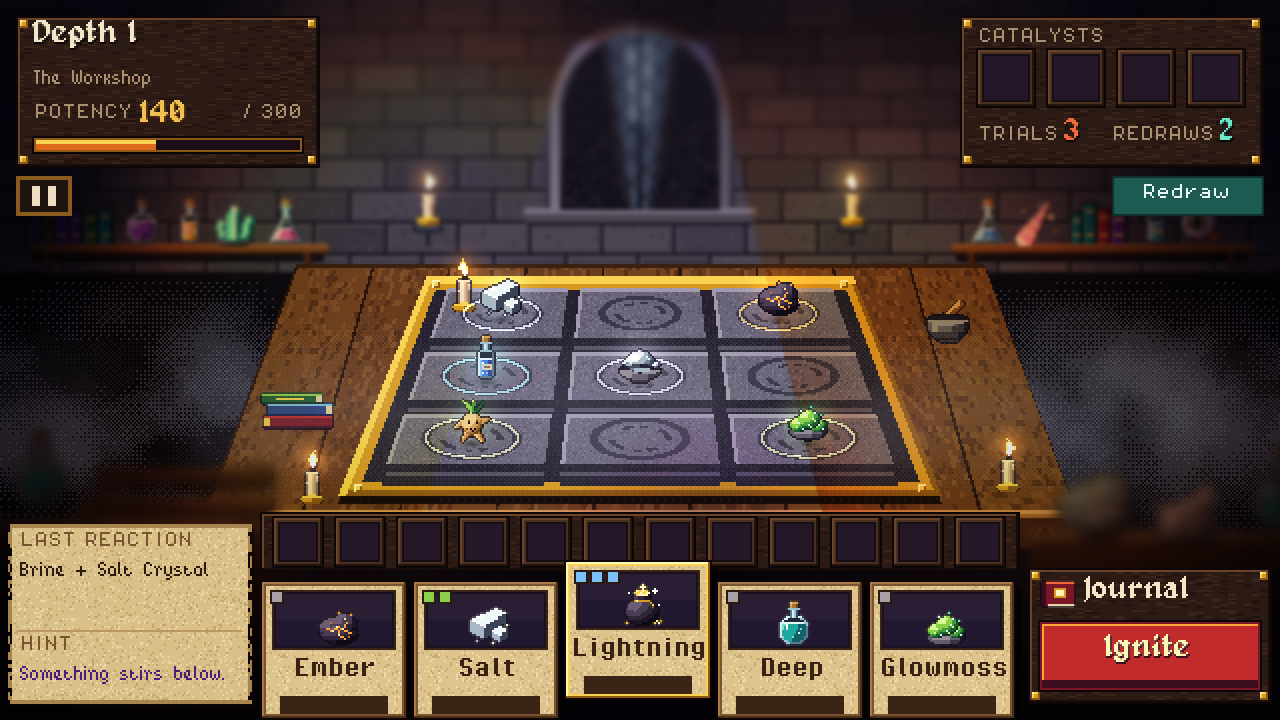 Depth 1
The Workshop
POTENCY 140 / 300
CATALYSTS
TRIALS 3 REDRAWS 2
Redraw
LAST REACTION
Brine + Salt Crystal
HINT
Something stirs below.
Ember
Salt
Lightning
Deep
Glowmoss
Journal
Ignite